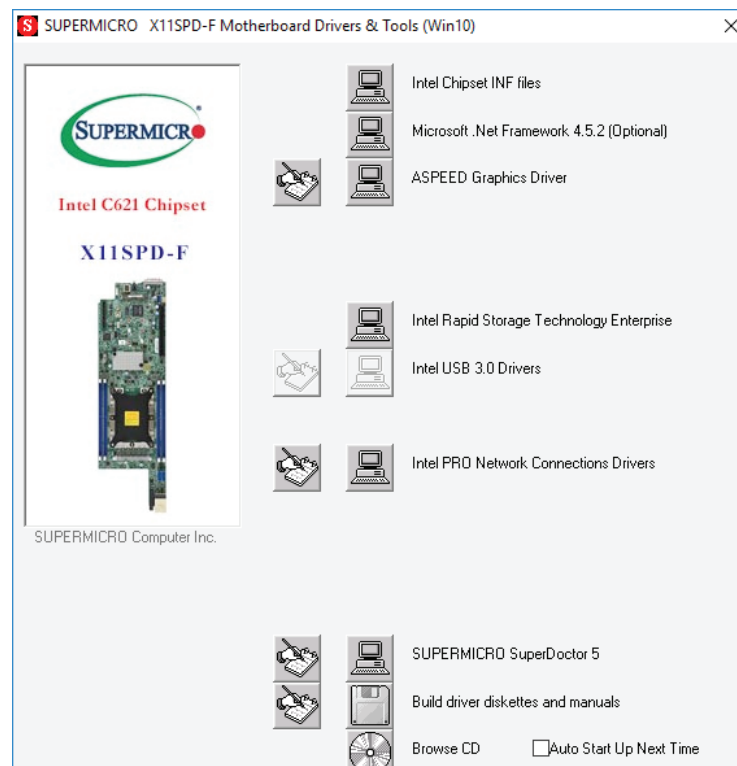 S SUPERMICRO X11SPD-F Motherboard Drivers & Tools (Win10)
SUPERMICRO
Intel C621 Chipset
X11SPD-F
SUPERMICRO Computer Inc.
Intel Chipset INF files
Microsoft .Net Framework 4.5.2 (Optional)
ASPEED Graphics Driver
Intel Rapid Storage Technology Enterprise
Intel USB 3.0 Drivers
Intel PRO Network Connections Drivers
SUPERMICRO SuperDoctor 5
Build driver diskettes and manuals
Browse CD Auto Start Up Next Time